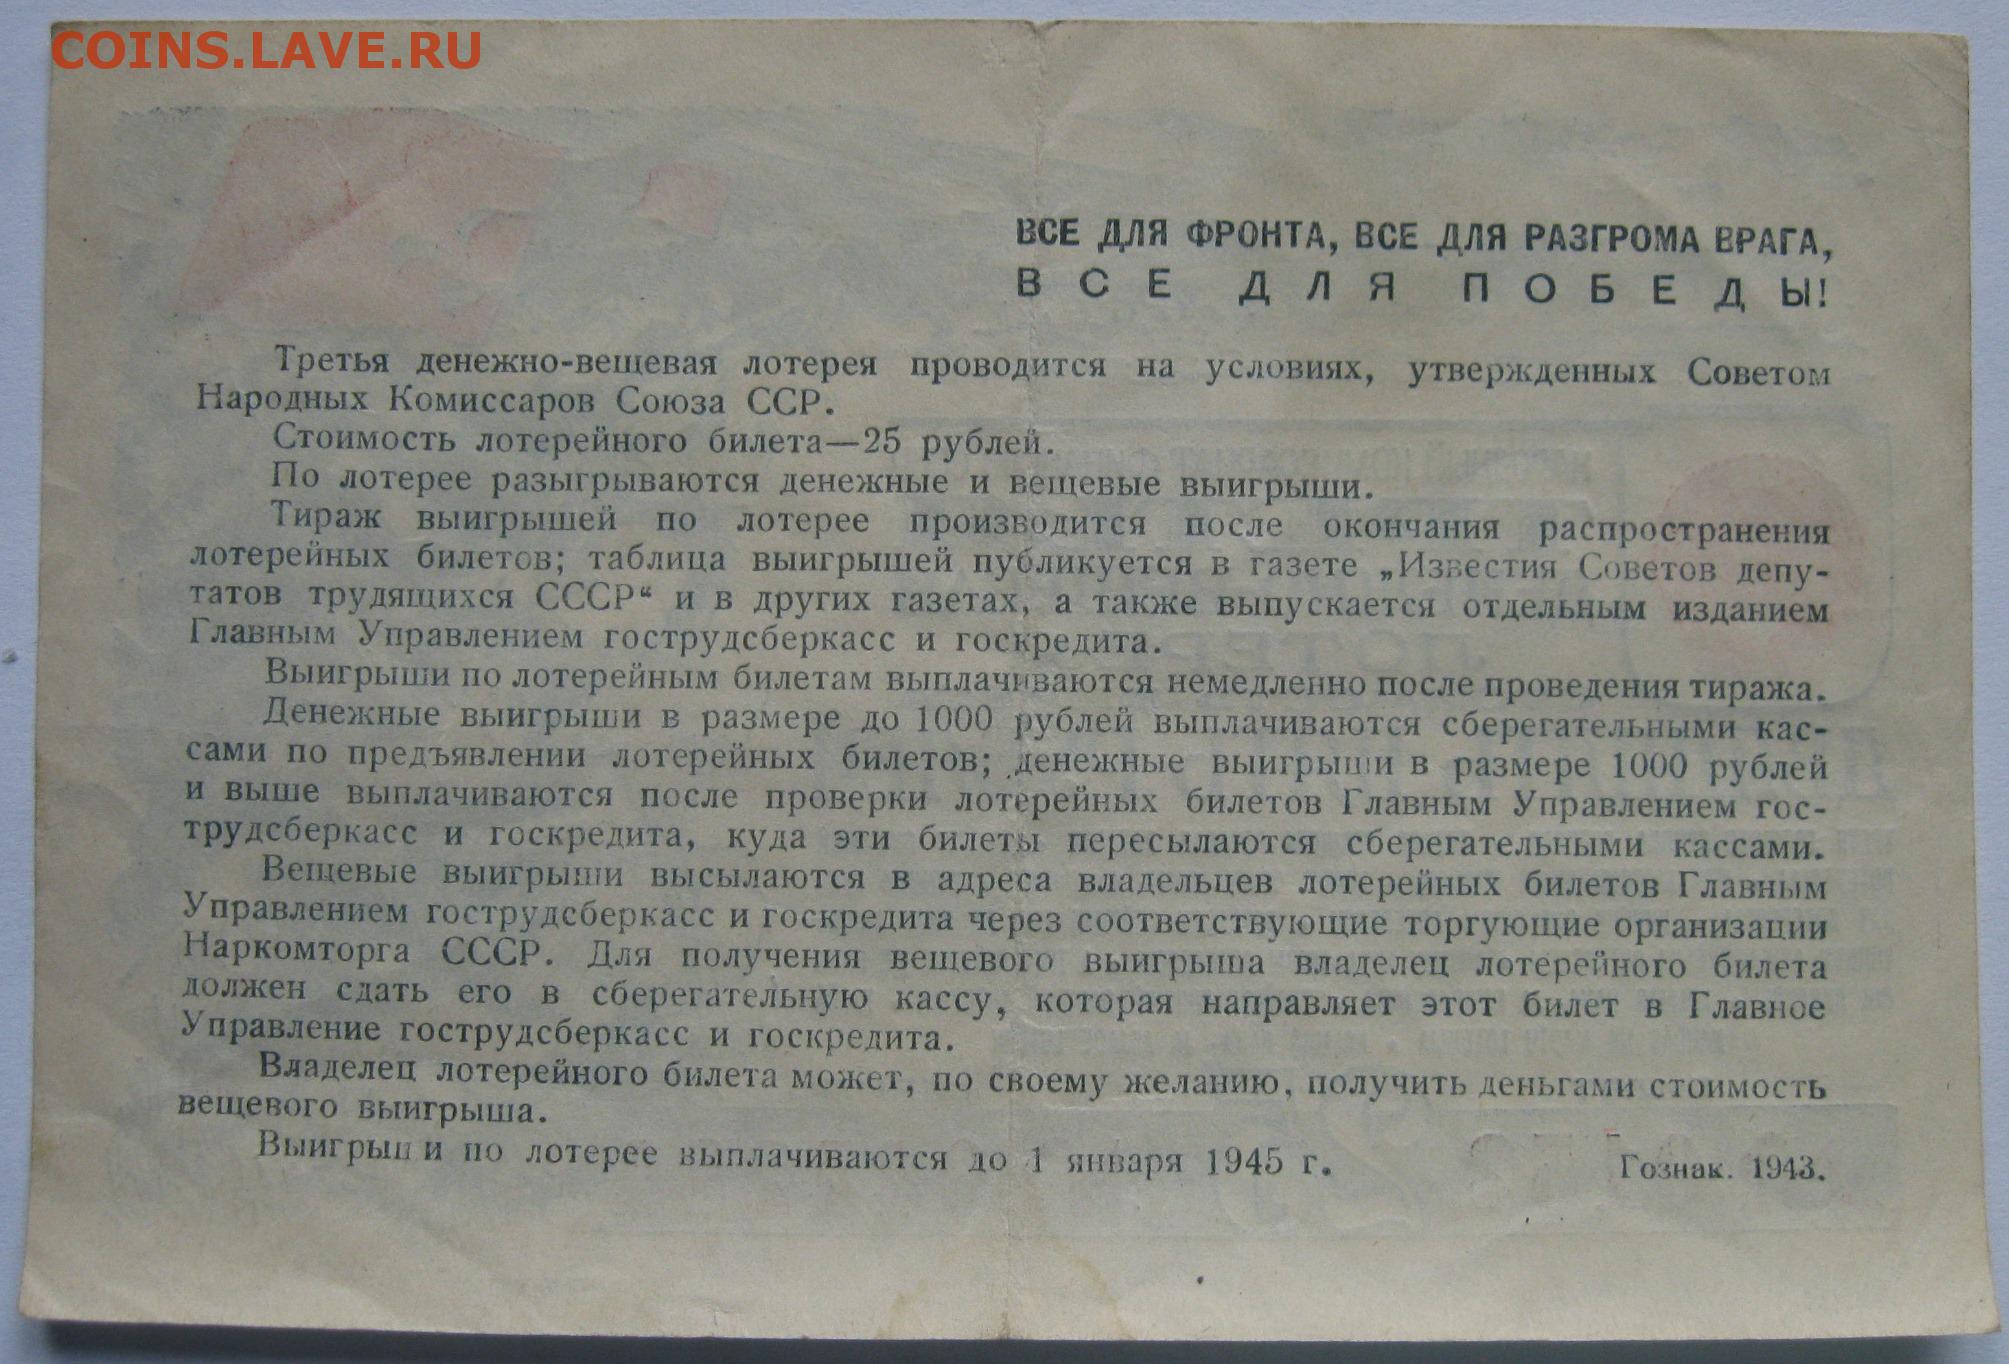 COINS.LAVE.RU
ВСЕ ДЛЯ ФРОНТА, ВСЕ ДЛЯ РАЗГРОМА ВРАГА,
ВСЕ ДЛЯ ПОБЕДЫ!
Третья денежно-вещевая лотерея проводится на условиях, утвержденных Советом
Народных Комиссаров Союза ССР.
Стоимость лотерейного билета—25 рублей.
По лотерее разыгрываются денежные и вещевые выигрыши.
Тираж выигрышей по лотерее производится после окончания распространения
лотерейных билетов; таблица выигрышей публикуется в газете „Известия Советов депу-
татов трудящихся СССР“ и в других газетах, а также выпускается отдельным изданием
Главным Управлением гострудсберкасс и госкредита.
Выигрыши по лотерейным билетам выплачиваются немедленно после проведения тиража.
Денежные выигрыши в размере до 1000 рублей выплачиваются сберегательными кас-
сами по предъявлении лотерейных билетов; денежные выигрыши в размере 1000 рублей
и выше выплачиваются после проверки лотерейных билетов Главным Управлением гос-
трудсберкасс и госкредита, куда эти билеты пересылаются сберегательными кассами.
Вещевые выигрыши высылаются в адреса владельцев лотерейных билетов Главным
Управлением гострудсберкасс и госкредита через соответствующие торгующие организации
Наркомторга СССР. Для получения вещевого выигрыша владелец лотерейного билета
должен сдать его в сберегательную кассу, которая направляет этот билет в Главное
Управление гострудсберкасс и госкредита.
Владелец лотерейного билета может, по своему желанию, получить деньгами стоимость
вещевого выигрыша.
Выигрыши по лотерее выплачиваются до 1 января 1945 г.
Гознак. 1943.